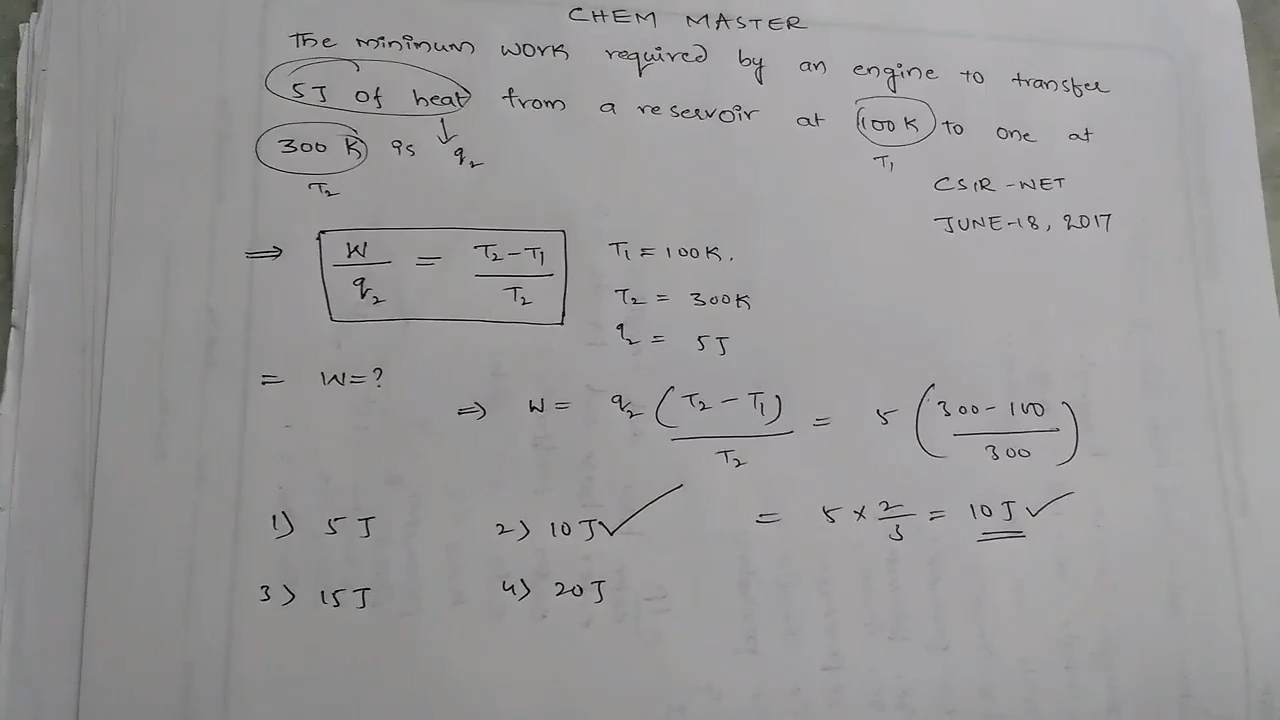 CHEM MASTER
The minimum work required by an engine to transfer
5J of heat from a reservoir at 100K to one at
300 K is q2
T2
T1
CSIR-NET
JUNE-18, 2017
⇒ W/q2 = T2-T1/T2
T1 = 100K.
T2 = 300K
q2 = 5J
= W=?
⇒ W = q2 (T2 - T1)/T2 = 5 (300-100/300)
= 5 × 2/3 = 10J ✓
1) 5J 2) 10J ✓
3) 15J 4) 20J